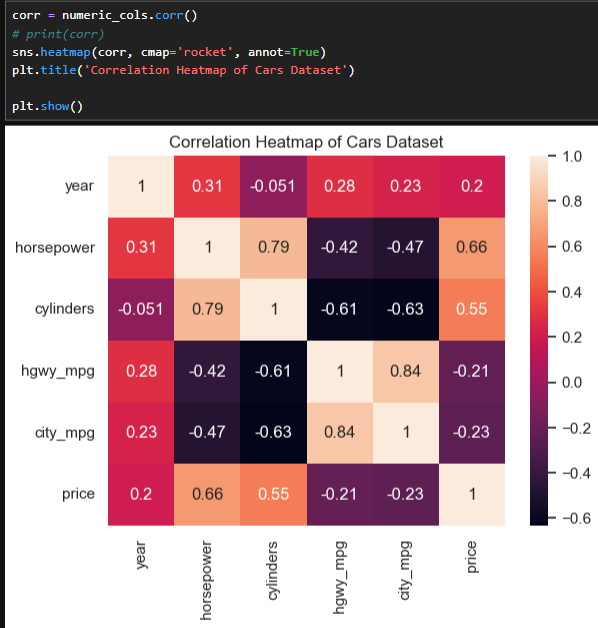 corr = numeric_cols.corr()
# print(corr)
sns.heatmap(corr, cmap='rocket', annot=True)
plt.title('Correlation Heatmap of Cars Dataset')
plt.show()
Correlation Heatmap of Cars Dataset
year 1 0.31 -0.051 0.28 0.23 0.2
horsepower 0.31 1 0.79 -0.42 -0.47 0.66
cylinders -0.051 0.79 1 -0.61 -0.63 0.55
hgwy_mpg 0.28 -0.42 -0.61 1 0.84 -0.21
city_mpg 0.23 -0.47 -0.63 0.84 1 -0.23
price 0.2 0.66 0.55 -0.21 -0.23 1
year horsepower cylinders hgwy_mpg city_mpg price
1.0
0.8
0.6
0.4
0.2
0.0
−0.2
−0.4
−0.6